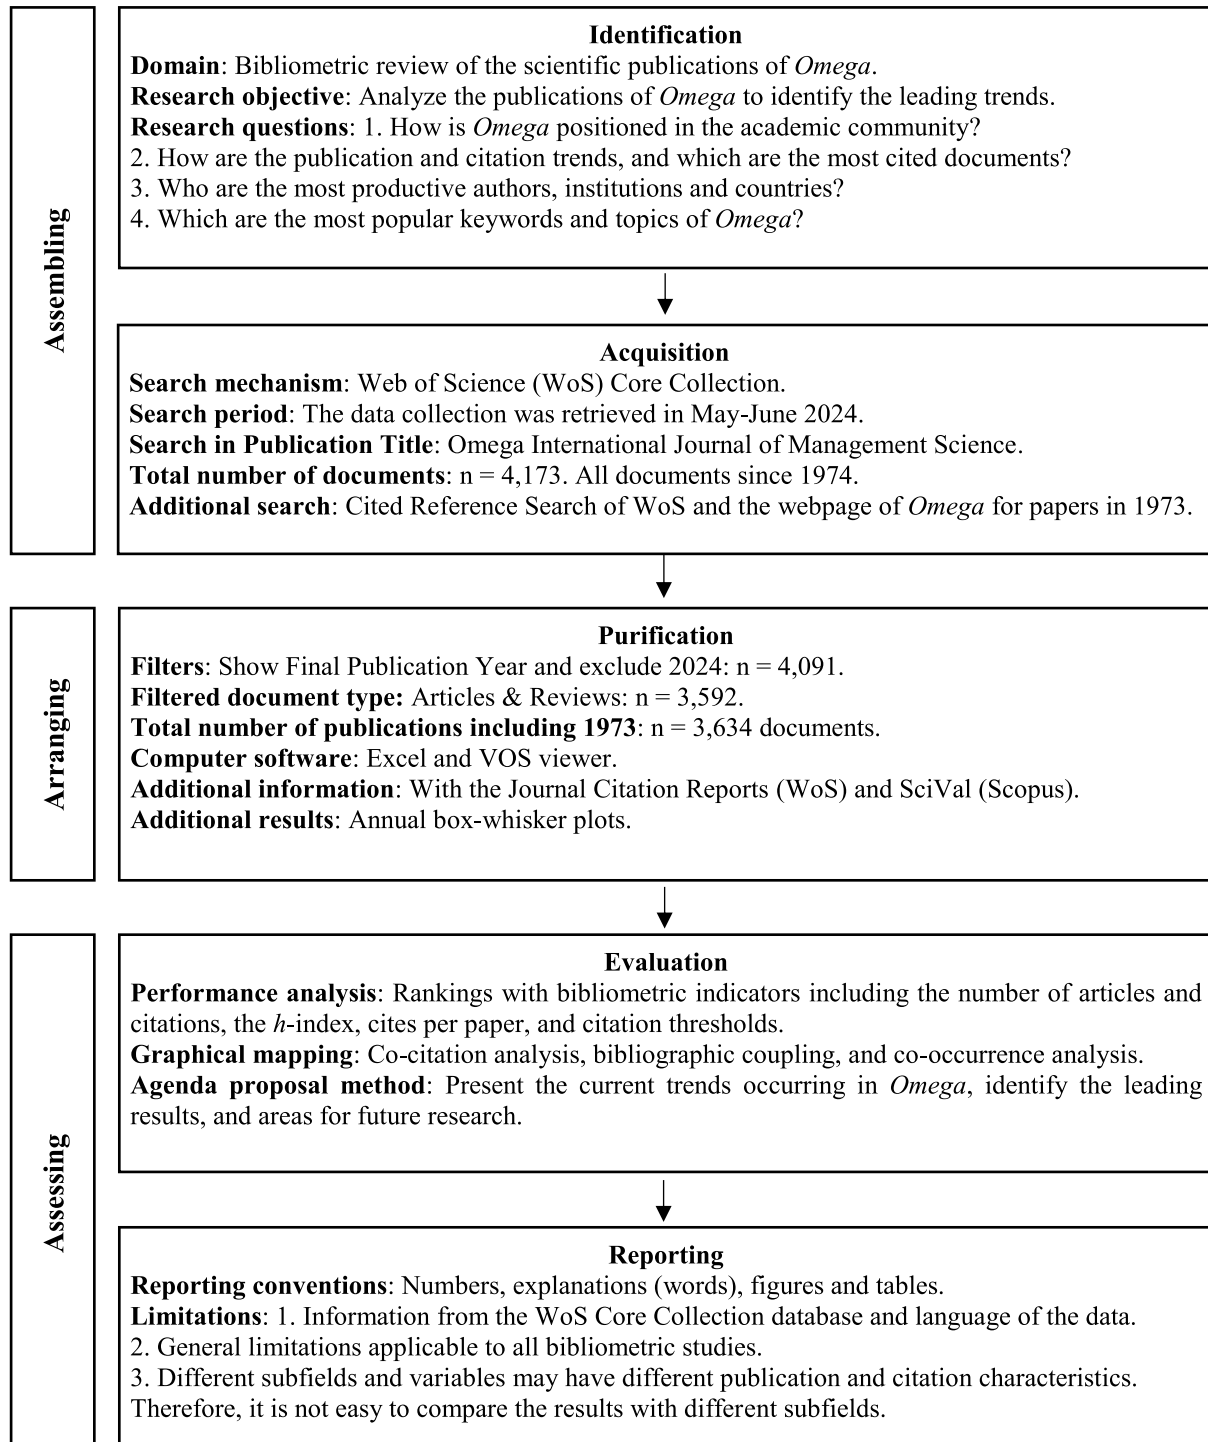 Assembling
Identification
Domain: Bibliometric review of the scientific publications of Omega.
Research objective: Analyze the publications of Omega to identify the leading trends.
Research questions: 1. How is Omega positioned in the academic community?
2. How are the publication and citation trends, and which are the most cited documents?
3. Who are the most productive authors, institutions and countries?
4. Which are the most popular keywords and topics of Omega?
Acquisition
Search mechanism: Web of Science (WoS) Core Collection.
Search period: The data collection was retrieved in May-June 2024.
Search in Publication Title: Omega International Journal of Management Science.
Total number of documents: n = 4,173. All documents since 1974.
Additional search: Cited Reference Search of WoS and the webpage of Omega for papers in 1973.
Arranging
Purification
Filters: Show Final Publication Year and exclude 2024: n = 4,091.
Filtered document type: Articles & Reviews: n = 3,592.
Total number of publications including 1973: n = 3,634 documents.
Computer software: Excel and VOS viewer.
Additional information: With the Journal Citation Reports (WoS) and SciVal (Scopus).
Additional results: Annual box-whisker plots.
Assessing
Evaluation
Performance analysis: Rankings with bibliometric indicators including the number of articles and
citations, the h-index, cites per paper, and citation thresholds.
Graphical mapping: Co-citation analysis, bibliographic coupling, and co-occurrence analysis.
Agenda proposal method: Present the current trends occurring in Omega, identify the leading
results, and areas for future research.
Reporting
Reporting conventions: Numbers, explanations (words), figures and tables.
Limitations: 1. Information from the WoS Core Collection database and language of the data.
2. General limitations applicable to all bibliometric studies.
3. Different subfields and variables may have different publication and citation characteristics.
Therefore, it is not easy to compare the results with different subfields.